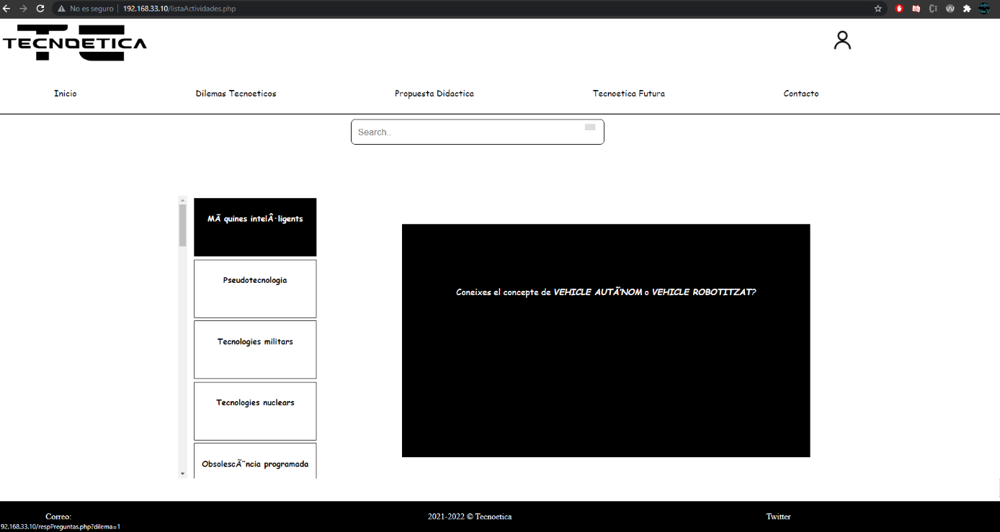 No es seguro | 192.168.33.10/listaActividades.php
TECNOETICA
Inicio Dilemas Tecnoeticos Propuesta Didactica Tecnoetica Futura Contacto
Search..
MÃ quines intelÂ·ligents
Pseudotecnologia
Tecnologies militars
Tecnologies nuclears
ObsolescÃ¨ncia programada
Coneixes el concepte de VEHICLE AUTÃ’NOM o VEHICLE ROBOTITZAT?
Correo: 2021-2022 © Tecnoetica Twitter
92.168.33.10/respPreguntas.php?dilema=1